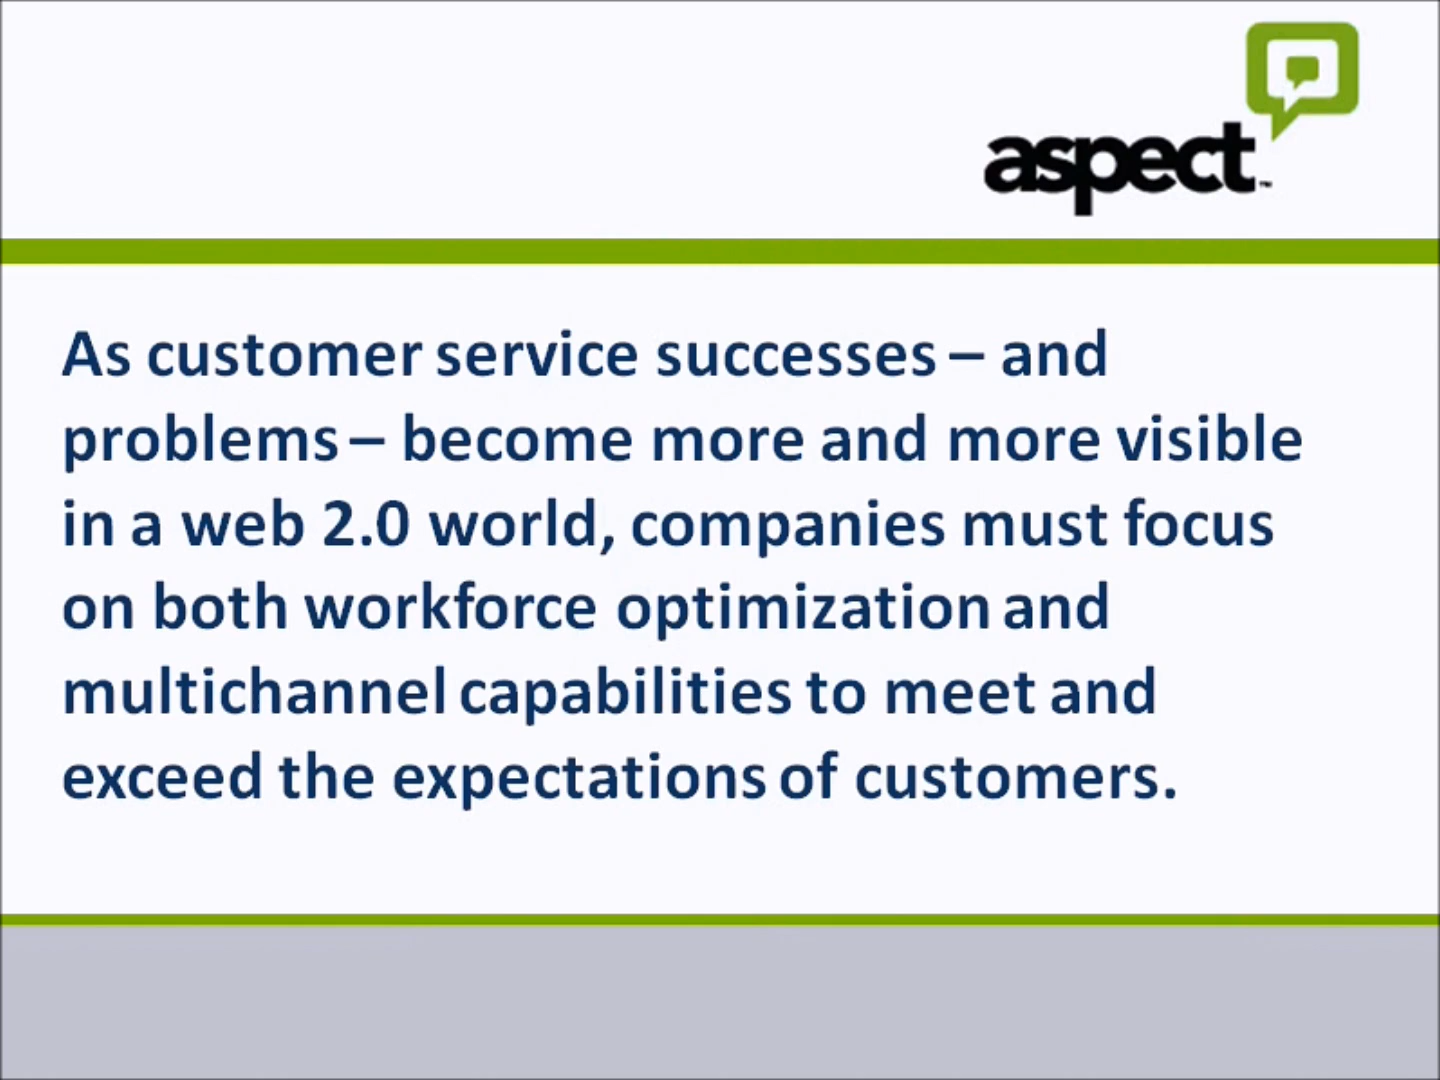 aspect™
As customer service successes – and
problems – become more and more visible
in a web 2.0 world, companies must focus
on both workforce optimization and
multichannel capabilities to meet and
exceed the expectations of customers.